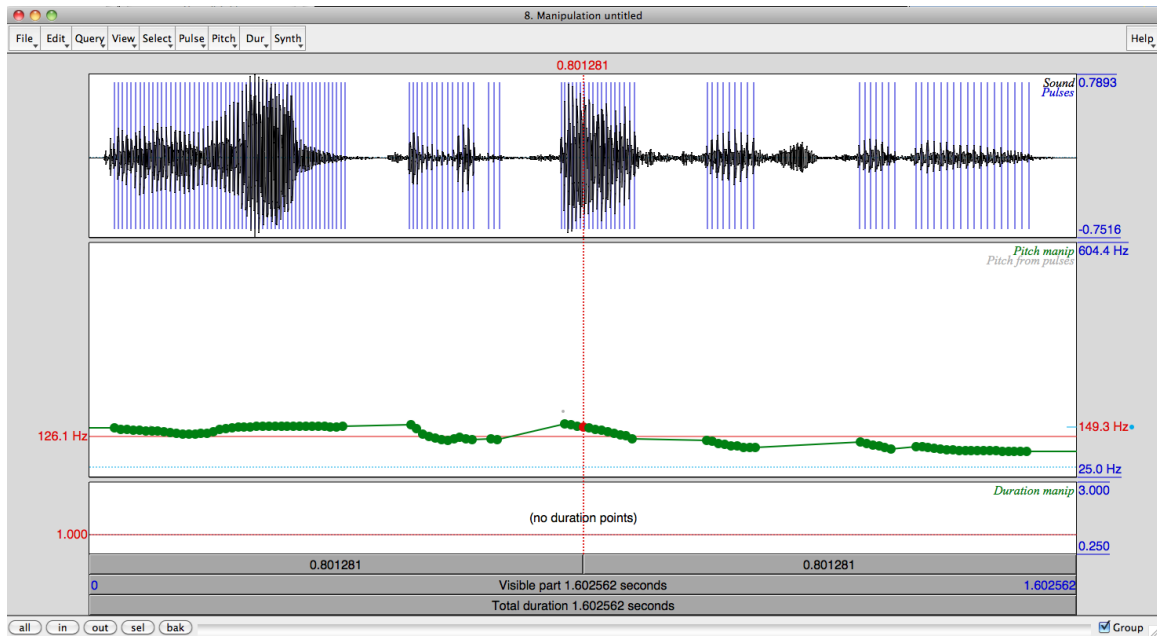 8. Manipulation untitled
File Edit Query View Select Pulse Pitch Dur Synth Help
0.801281
Sound 0.7893
Pulses
-0.7516
Pitch manip 604.4 Hz
Pitch from pulses
126.1 Hz 149.3 Hz
25.0 Hz
Duration manip 3.000
(no duration points)
1.000
0.250
0.801281 0.801281
0 Visible part 1.602562 seconds 1.602562
Total duration 1.602562 seconds
all in out sel bak Group